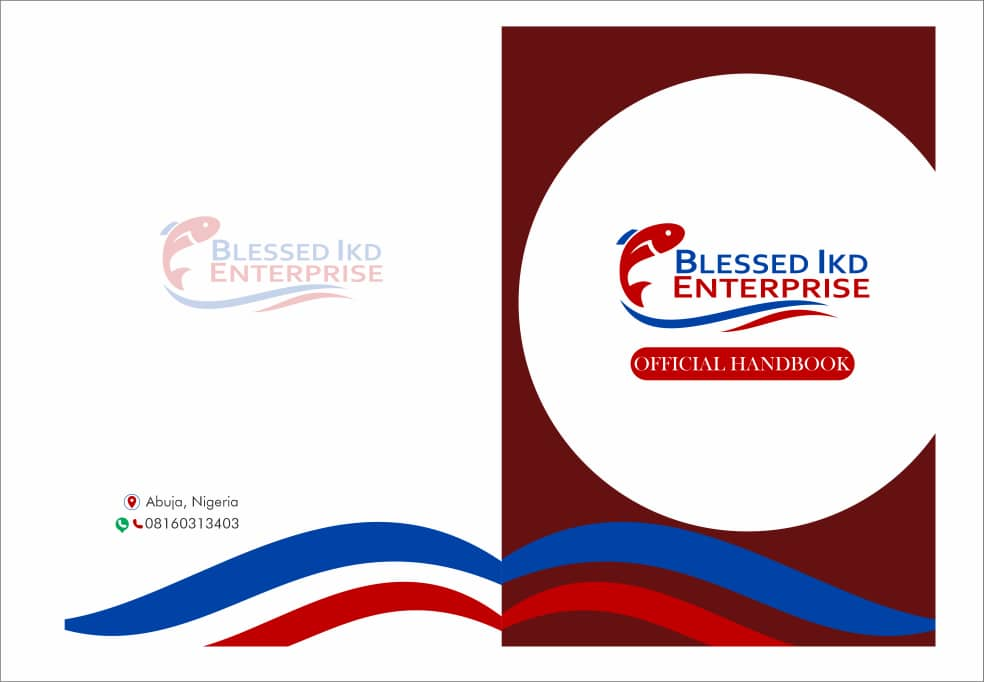 BLESSED IKD
ENTERPRISE
Abuja, Nigeria
08160313403
BLESSED IKD
ENTERPRISE
OFFICIAL HANDBOOK